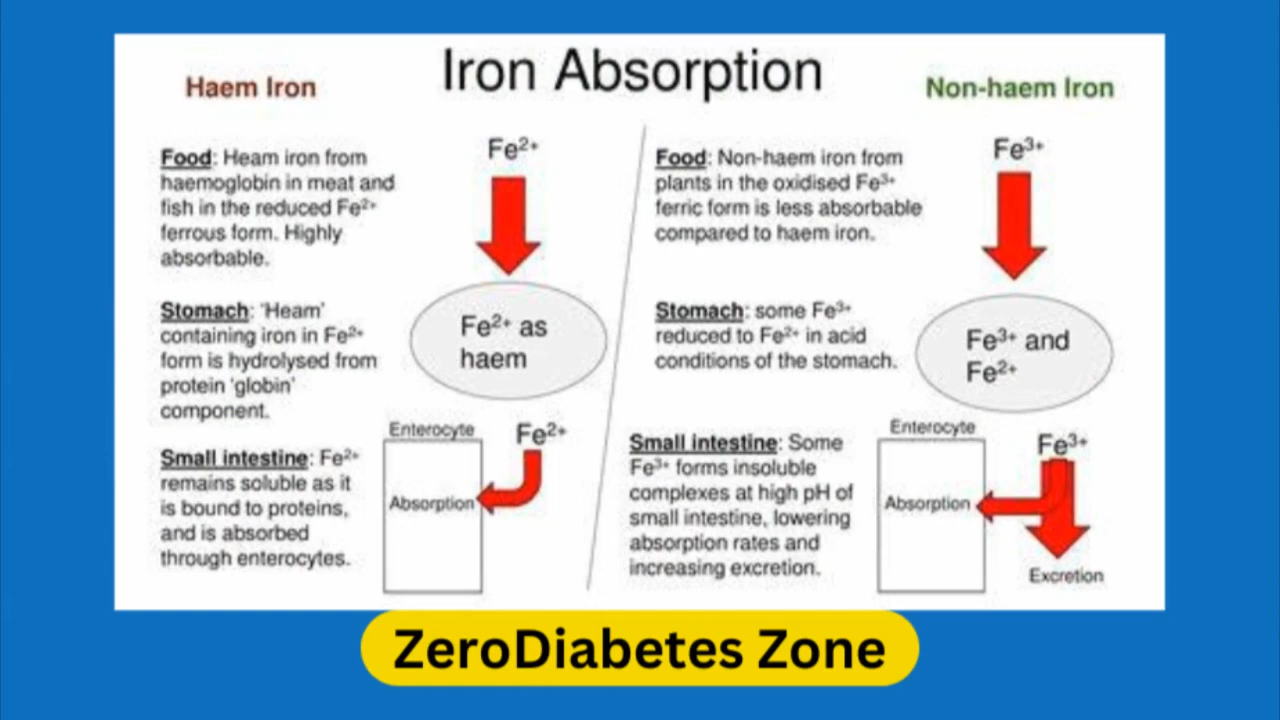 Iron Absorption
Haem Iron
Food: Heam iron from
haemoglobin in meat and
fish in the reduced Fe²⁺
ferrous form. Highly
absorbable.
Fe²⁺
Stomach: ‘Heam’
containing iron in Fe²⁺
form is hydrolysed from
protein ‘globin’
component.
Fe²⁺ as
haem
Small intestine: Fe²⁺
remains soluble as it
is bound to proteins,
and is absorbed
through enterocytes.
Enterocyte
Fe²⁺
Absorption
Non-haem Iron
Food: Non-haem iron from
plants in the oxidised Fe³⁺
ferric form is less absorbable
compared to haem iron.
Fe³⁺
Stomach: some Fe³⁺
reduced to Fe²⁺ in acid
conditions of the stomach.
Fe³⁺ and
Fe²⁺
Small intestine: Some
Fe³⁺ forms insoluble
complexes at high pH of
small intestine, lowering
absorption rates and
increasing excretion.
Enterocyte
Fe³⁺
Absorption
Excretion
ZeroDiabetes Zone